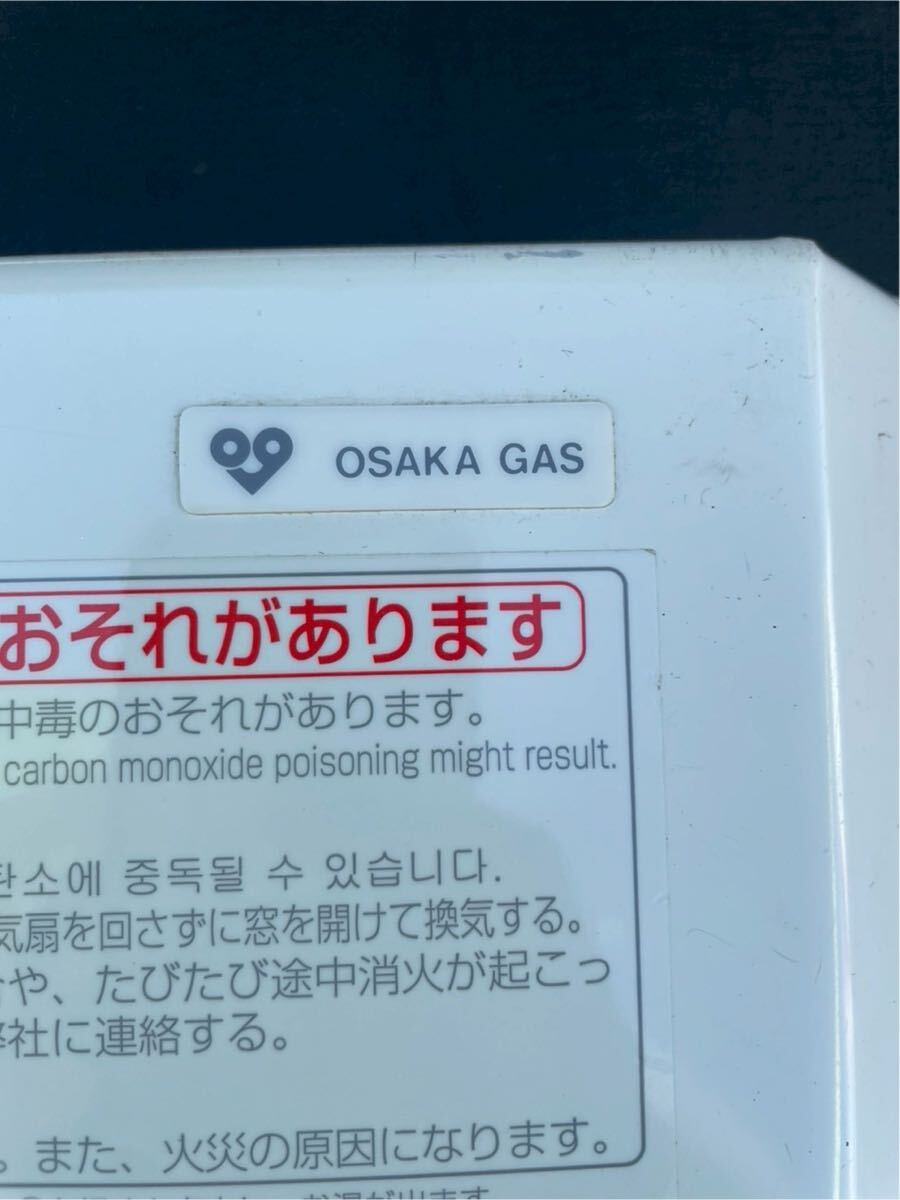 OSAKA GAS
おそれがあります
中毒のおそれがあります。
carbon monoxide poisoning might result.
탄소에 중독될 수 있습니다.
気扇を回さずに窓を開けて換気する。
や、たびたび途中消火が起こっ
社に連絡する。
。また、火災の原因になります。